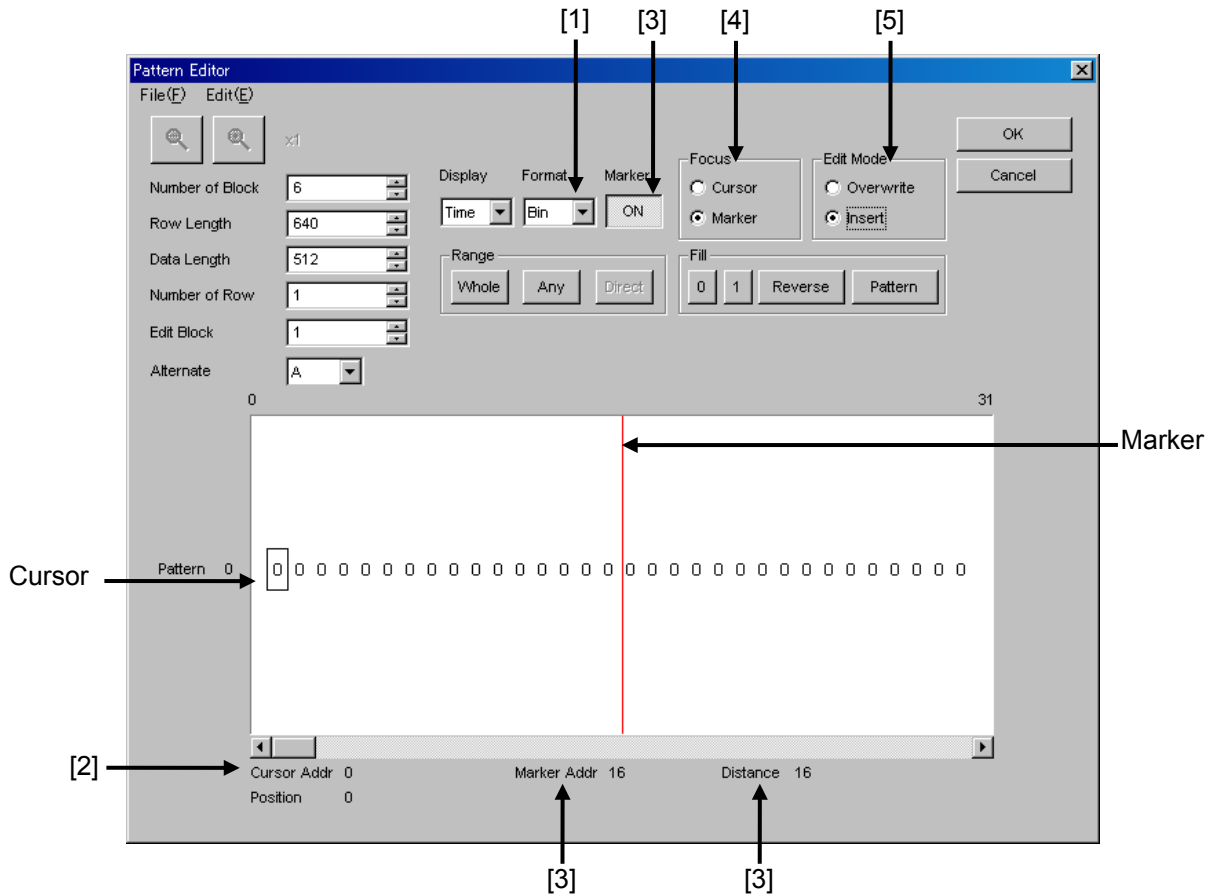 [1] [3] [4] [5]
Pattern Editor
File(F) Edit(E)
x1
OK
Cancel
Number of Block 6
Row Length 640
Data Length 512
Number of Row 1
Edit Block 1
Alternate A
Display Format Marker
Time Bin ON
Focus
Cursor
Marker
Edit Mode
Overwrite
Insert
Range
Whole Any Direct
Fill
0 1 Reverse Pattern
0 31
Marker
Cursor
Pattern 0 0 0 0 0 0 0 0 0 0 0 0 0 0 0 0 0 0 0 0 0 0 0 0 0 0 0 0 0 0 0 0 0
[2]
Cursor Addr 0 Marker Addr 16 Distance 16
Position 0
[3] [3]